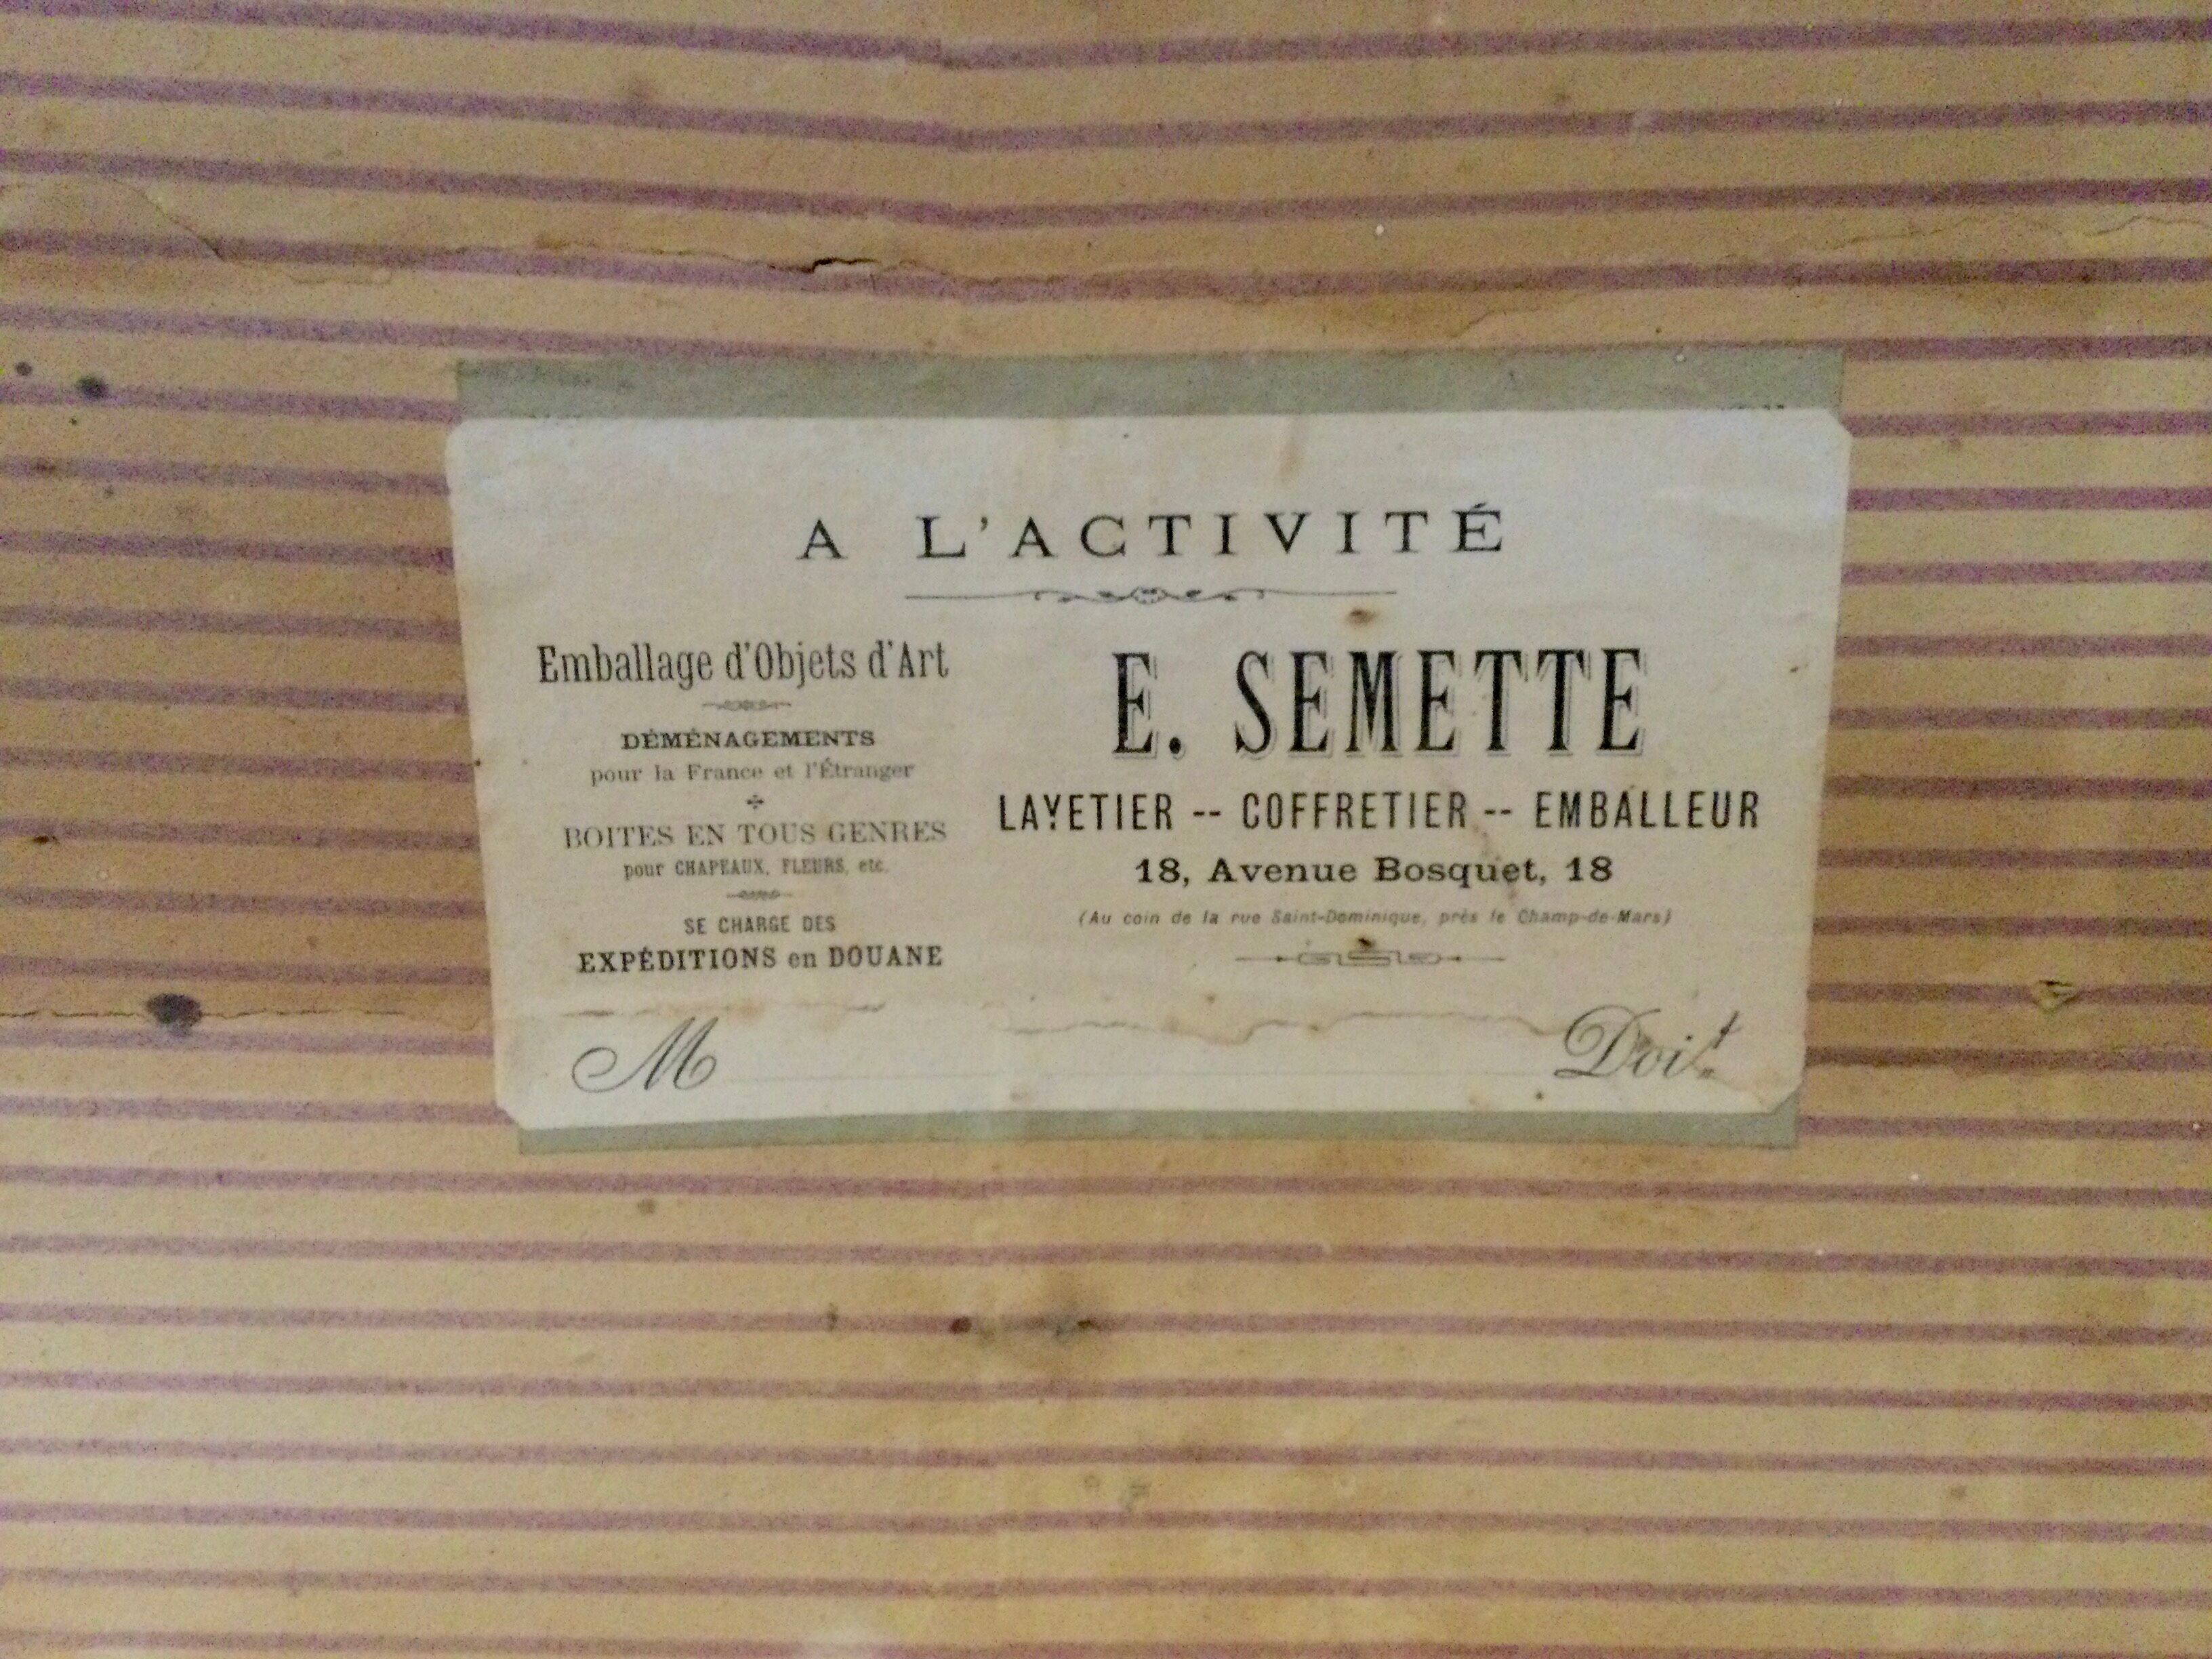 A L'ACTIVITÉ
Emballage d'Objets d'Art
DÉMÉNAGEMENTS
pour la France et l'Étranger
BOITES EN TOUS GENRES
pour CHAPEAUX, FLEURS, etc.
SE CHARGE DES
EXPÉDITIONS en DOUANE
E. SEMETTE
LAYETIER -- COFFRETIER -- EMBALLEUR
18, Avenue Bosquet, 18
(Au coin de la rue Saint-Dominique, près le Champ-de-Mars)
M Doit